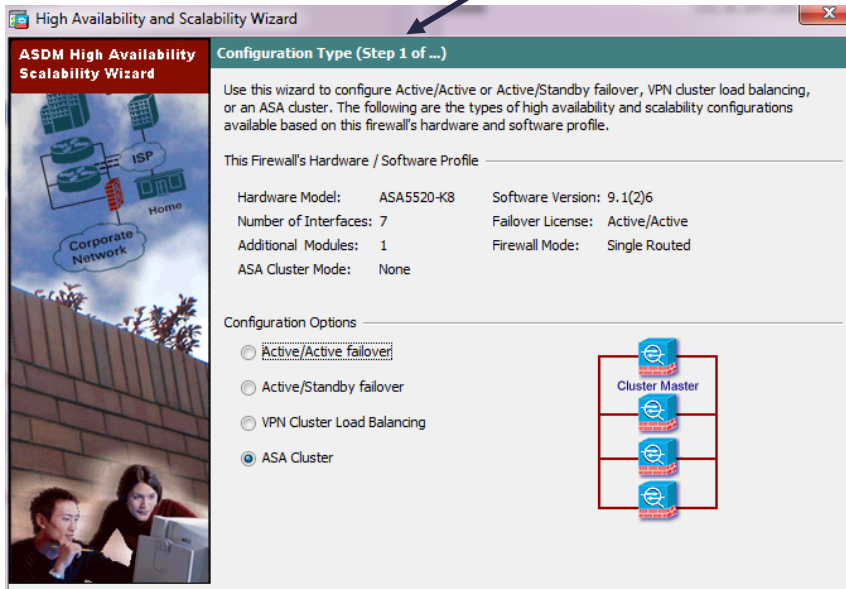 High Availability and Scalability Wizard
ASDM High Availability
Scalability Wizard
Configuration Type (Step 1 of ...)
Use this wizard to configure Active/Active or Active/Standby failover, VPN cluster load balancing,
or an ASA cluster. The following are the types of high availability and scalability configurations
available based on this firewall's hardware and software profile.
This Firewall's Hardware / Software Profile
Hardware Model: ASA5520-K8 Software Version: 9.1(2)6
Number of Interfaces: 7 Failover License: Active/Active
Additional Modules: 1 Firewall Mode: Single Routed
ASA Cluster Mode: None
ISP
Home
Corporate
Network
Configuration Options
Active/Active failover
Active/Standby failover
VPN Cluster Load Balancing
ASA Cluster
Cluster Master